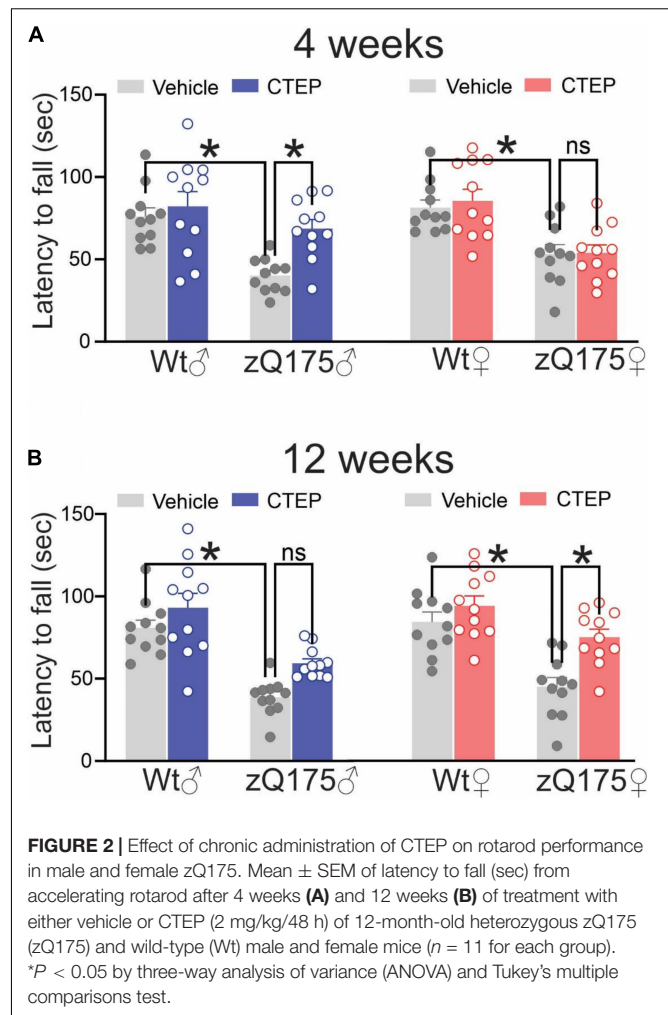 A
4 weeks
Vehicle CTEP Vehicle CTEP
Latency to fall (sec)
150
100
50
0
* * * ns
Wt♂ zQ175♂ Wt♀ zQ175♀
B
12 weeks
Vehicle CTEP Vehicle CTEP
Latency to fall (sec)
150
100
50
0
* ns * *
Wt♂ zQ175♂ Wt♀ zQ175♀
FIGURE 2 | Effect of chronic administration of CTEP on rotarod performance
in male and female zQ175. Mean ± SEM of latency to fall (sec) from
accelerating rotarod after 4 weeks (A) and 12 weeks (B) of treatment with
either vehicle or CTEP (2 mg/kg/48 h) of 12-month-old heterozygous zQ175
(zQ175) and wild-type (Wt) male and female mice (n = 11 for each group).
*P < 0.05 by three-way analysis of variance (ANOVA) and Tukey's multiple
comparisons test.